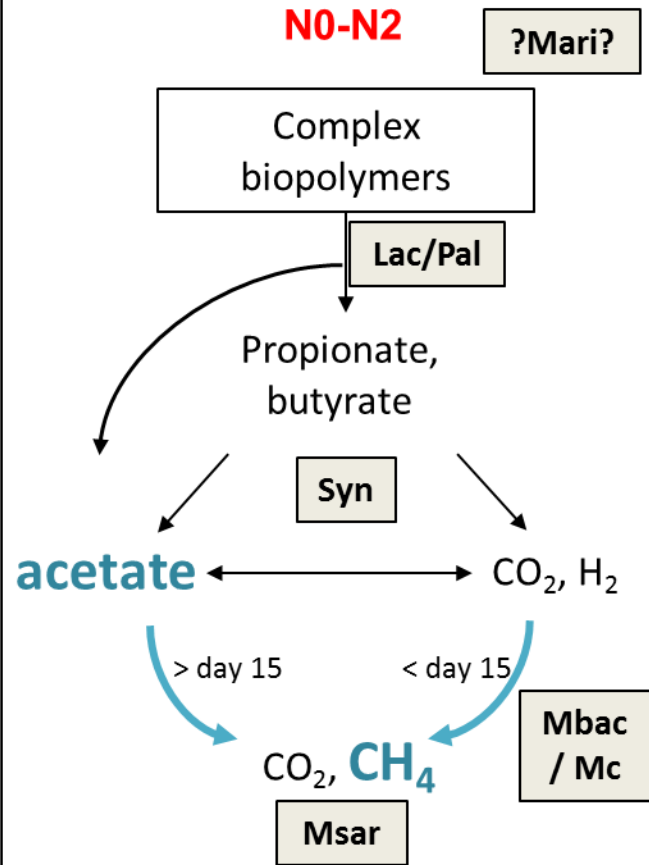 N0-N2
?Mari?
Complex
biopolymers
Lac/Pal
Propionate,
butyrate
Syn
acetate
CO₂, H₂
> day 15
< day 15
Mbac
/ Mc
CO₂, CH₄
Msar